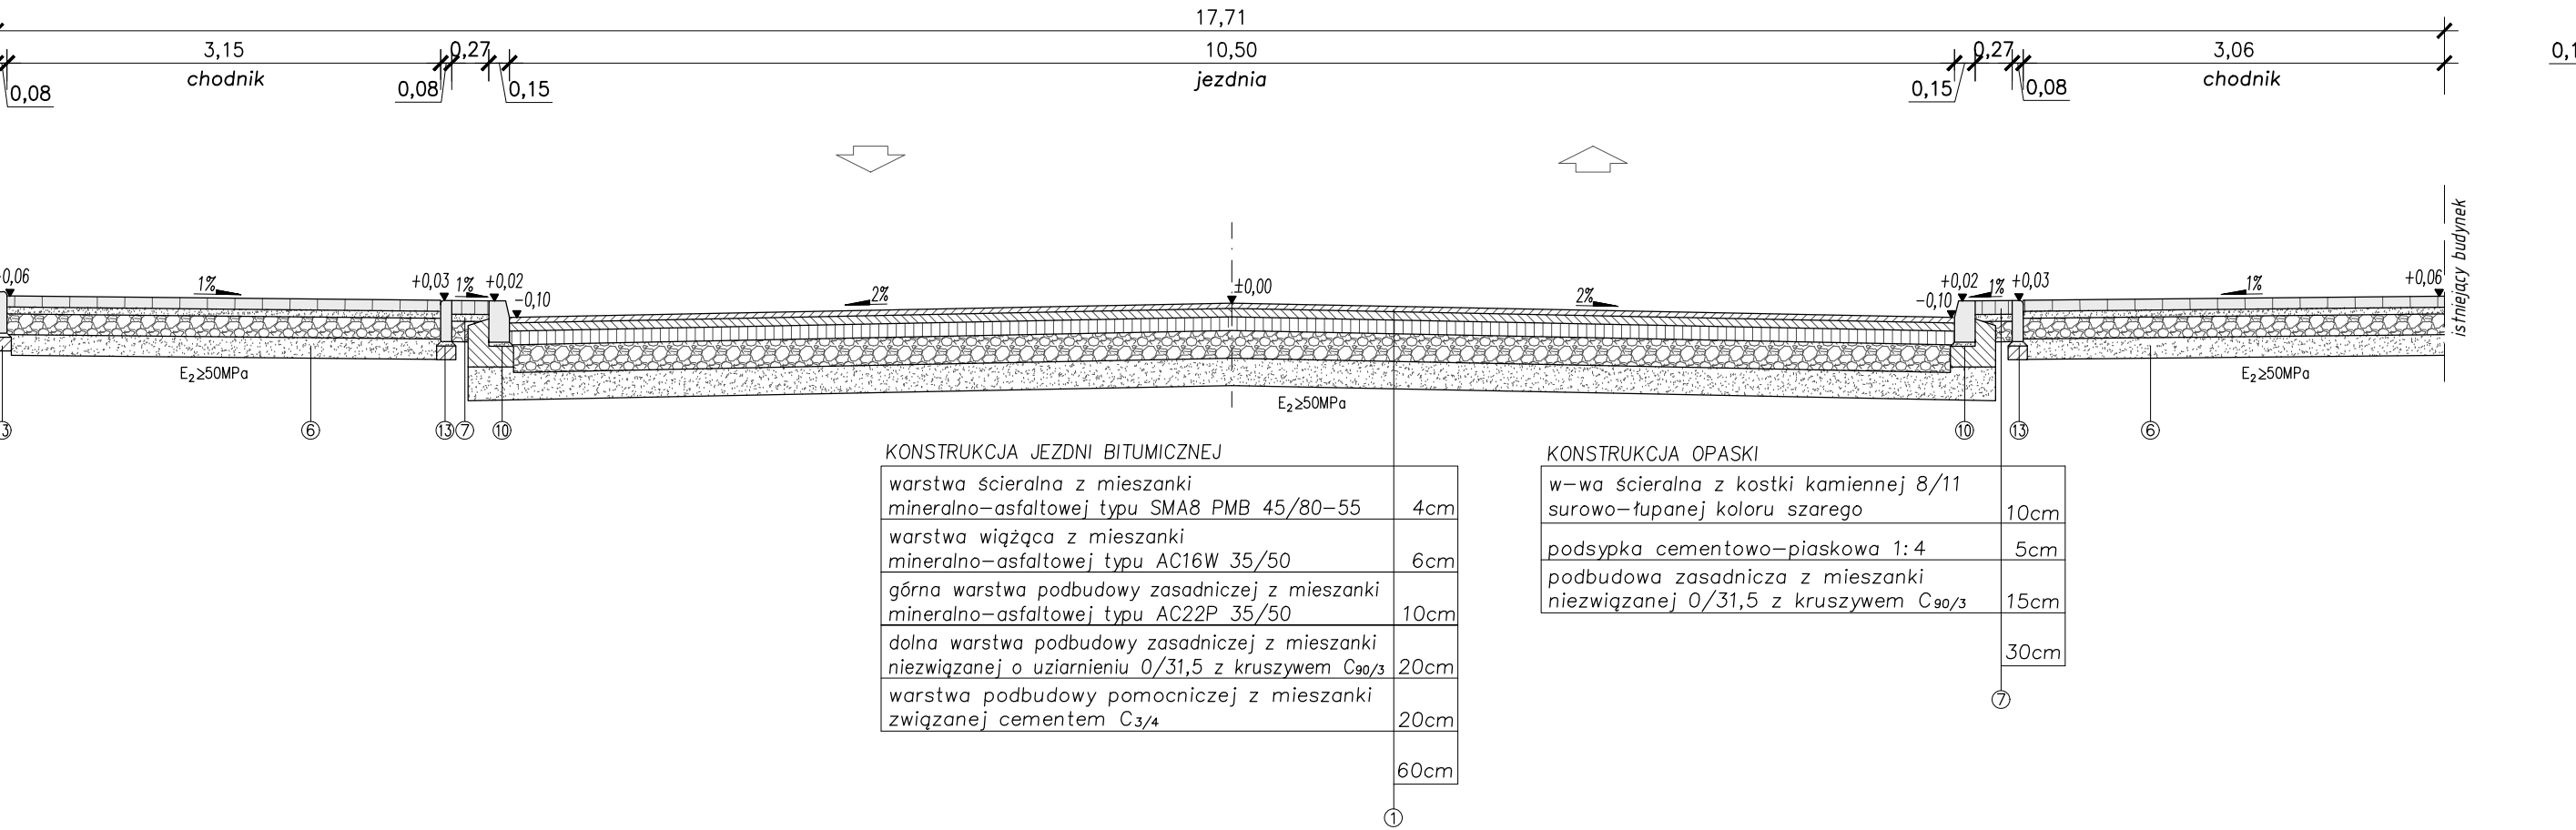 17,71
3,15
0,27
10,50
0,27
3,06
chodnik
jezdnia
chodnik
0,08
0,08
0,15
0,15
0,08
istniejący budynek
1%
+0,03
1%
+0,02
-0,10
2%
±0,00
2%
-0,10
+0,02
1%
+0,03
1%
+0,06
E2≥50MPa
E2≥50MPa
E2≥50MPa
6
13
7
10
10
13
6
KONSTRUKCJA JEZDNI BITUMICZNEJ
warstwa ścieralna z mieszanki
mineralno-asfaltowej typu SMA8 PMB 45/80-55 4cm
warstwa wiążąca z mieszanki
mineralno-asfaltowej typu AC16W 35/50 6cm
górna warstwa podbudowy zasadniczej z mieszanki
mineralno-asfaltowej typu AC22P 35/50 10cm
dolna warstwa podbudowy zasadniczej z mieszanki
niezwiązanej o uziarnieniu 0/31,5 z kruszywem C90/3 20cm
warstwa podbudowy pomocniczej z mieszanki
związanej cementem C3/4 20cm
60cm
1
KONSTRUKCJA OPASKI
w-wa ścieralna z kostki kamiennej 8/11
surowo-łupanej koloru szarego 10cm
podsypka cementowo-piaskowa 1:4 5cm
podbudowa zasadnicza z mieszanki
niezwiązanej 0/31,5 z kruszywem C90/3 15cm
30cm
7